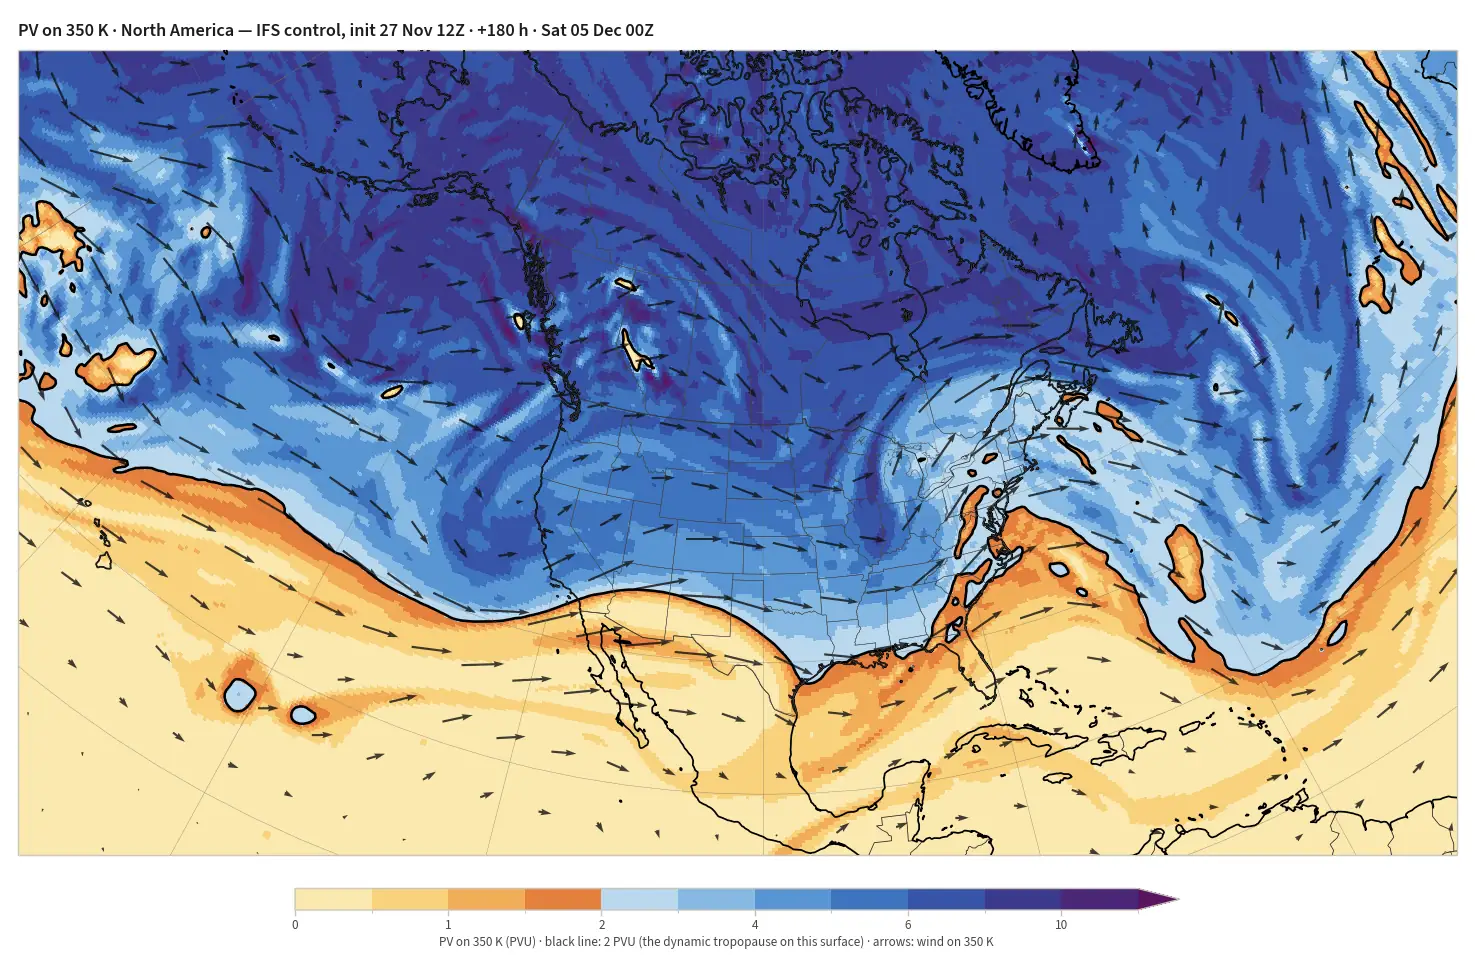 PV on 350 K · North America — IFS control, init 27 Nov 12Z · +180 h · Sat 05 Dec 00Z
0 1 2 4 6 10
PV on 350 K (PVU) · black line: 2 PVU (the dynamic tropopause on this surface) · arrows: wind on 350 K